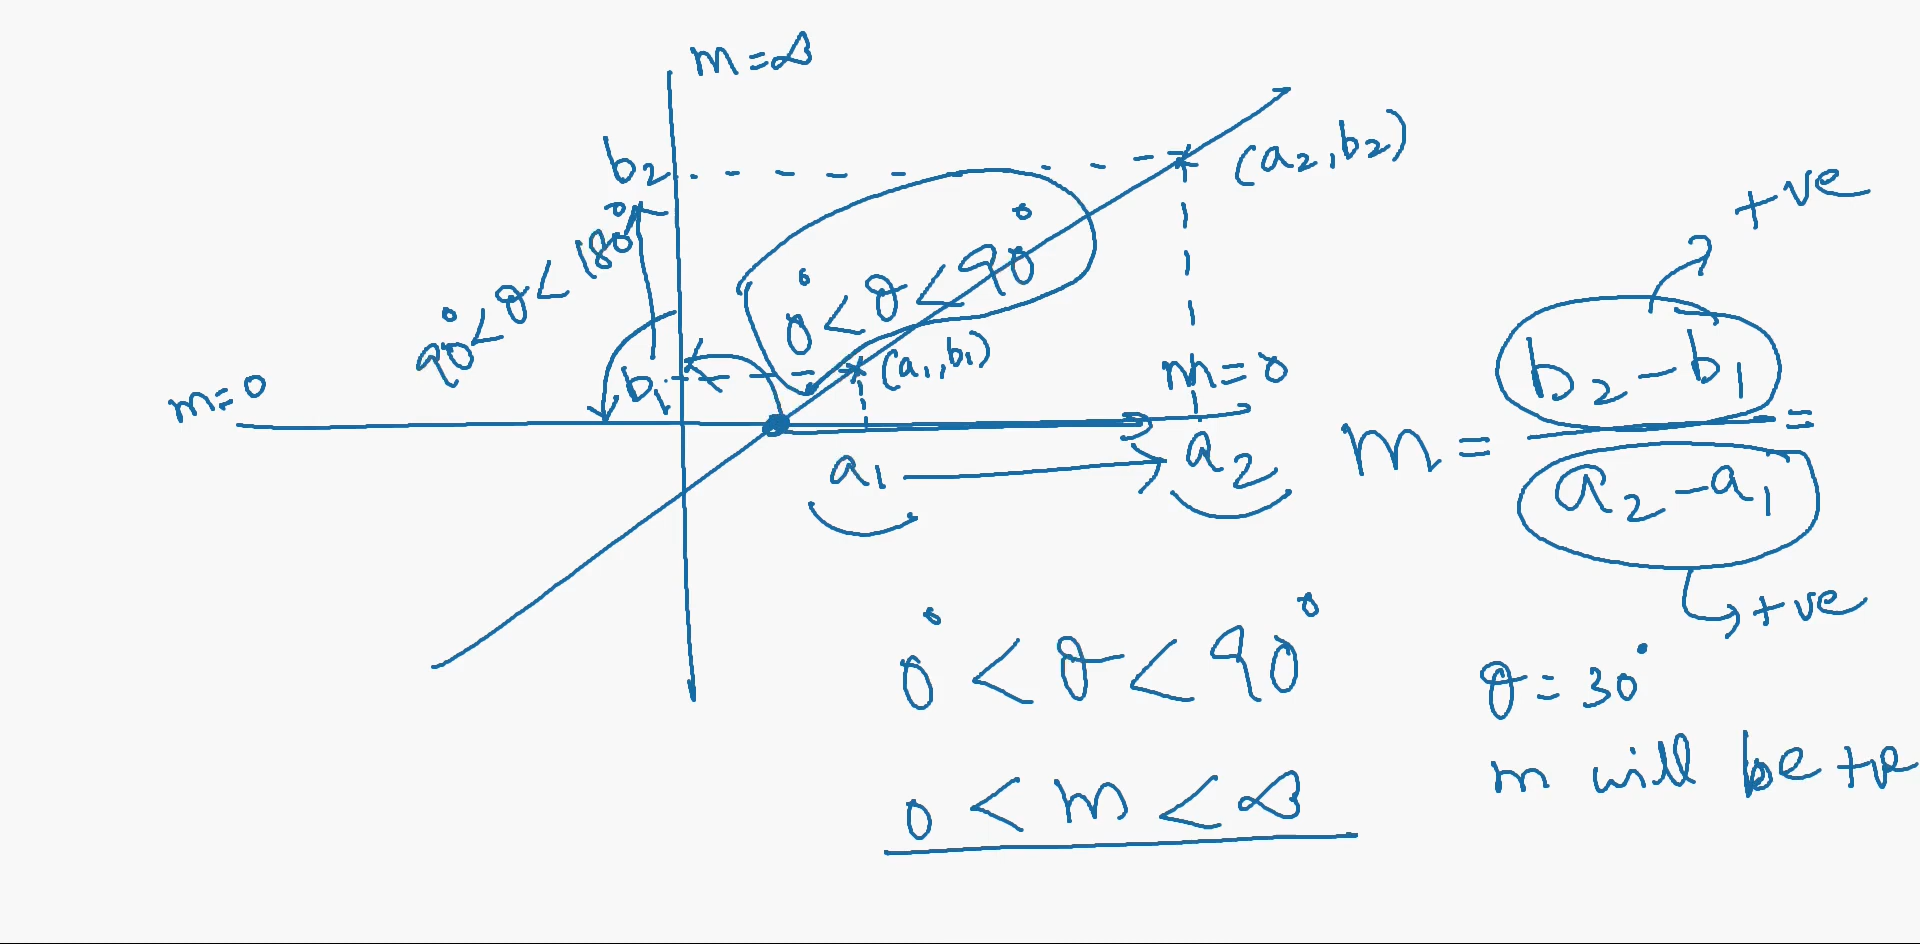 m = ∞
b2
(a2, b2)
+ve
90° < θ < 180°
0° < θ < 90°
b1
(a1, b1)
m = 0
m = 0
a1
a2
m = b2 - b1 / a2 - a1 =
+ve
0° < θ < 90°
θ = 30°
m will be +ve
0 < m < ∞